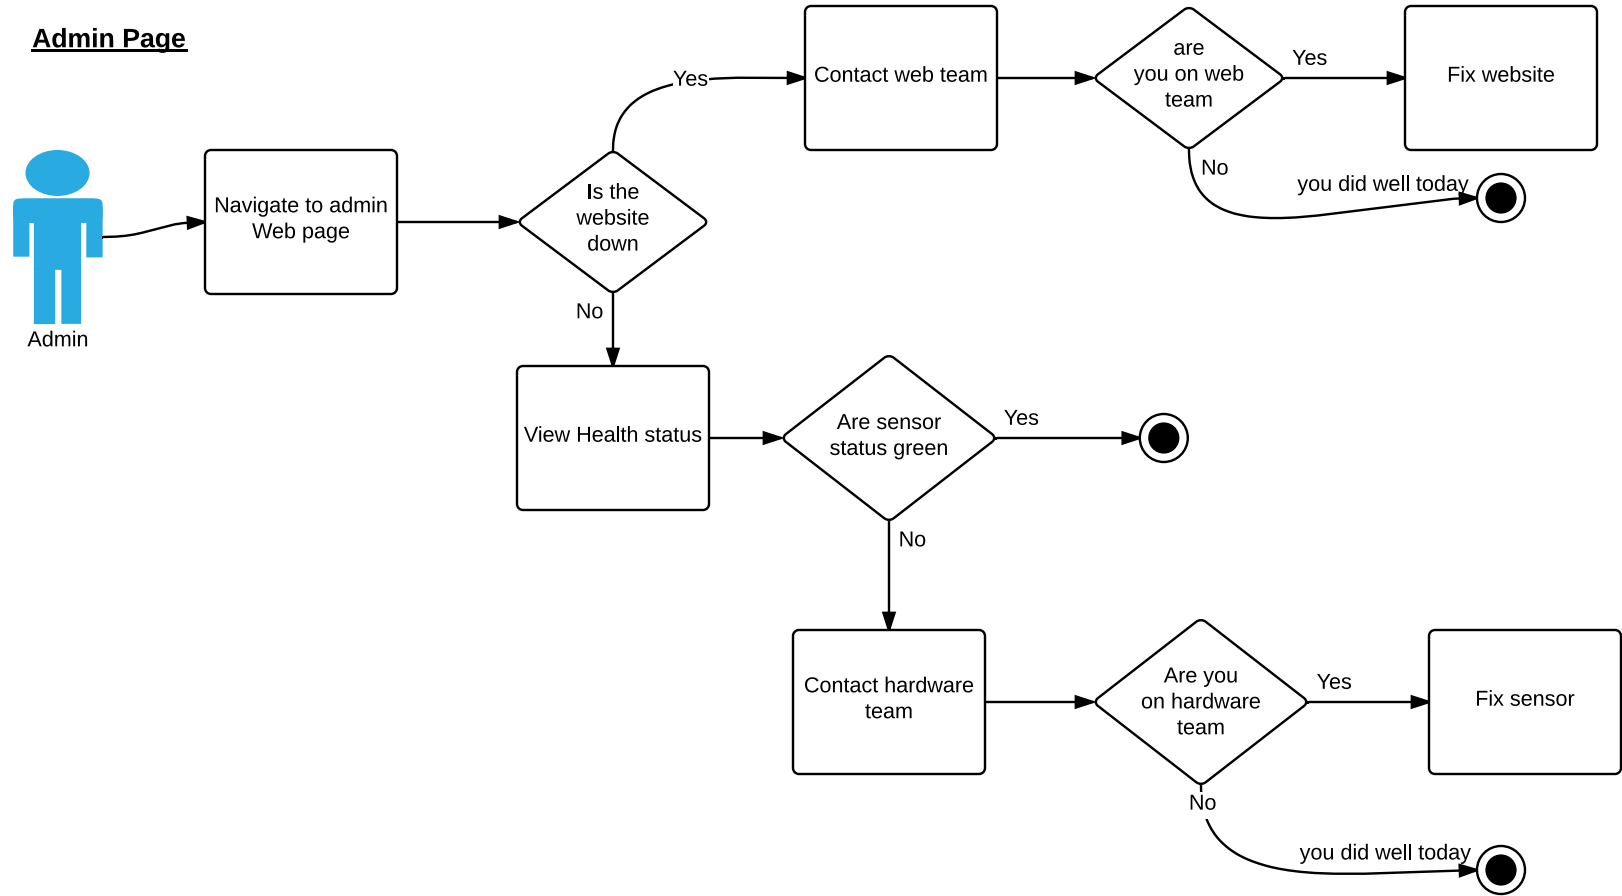 Admin Page
Admin
Navigate to admin
Web page
Is the
website
down
Yes
Contact web team
are
you on web
team
Yes
Fix website
No
you did well today
No
View Health status
Are sensor
status green
Yes
No
Contact hardware
team
Are you
on hardware
team
Yes
Fix sensor
No
you did well today